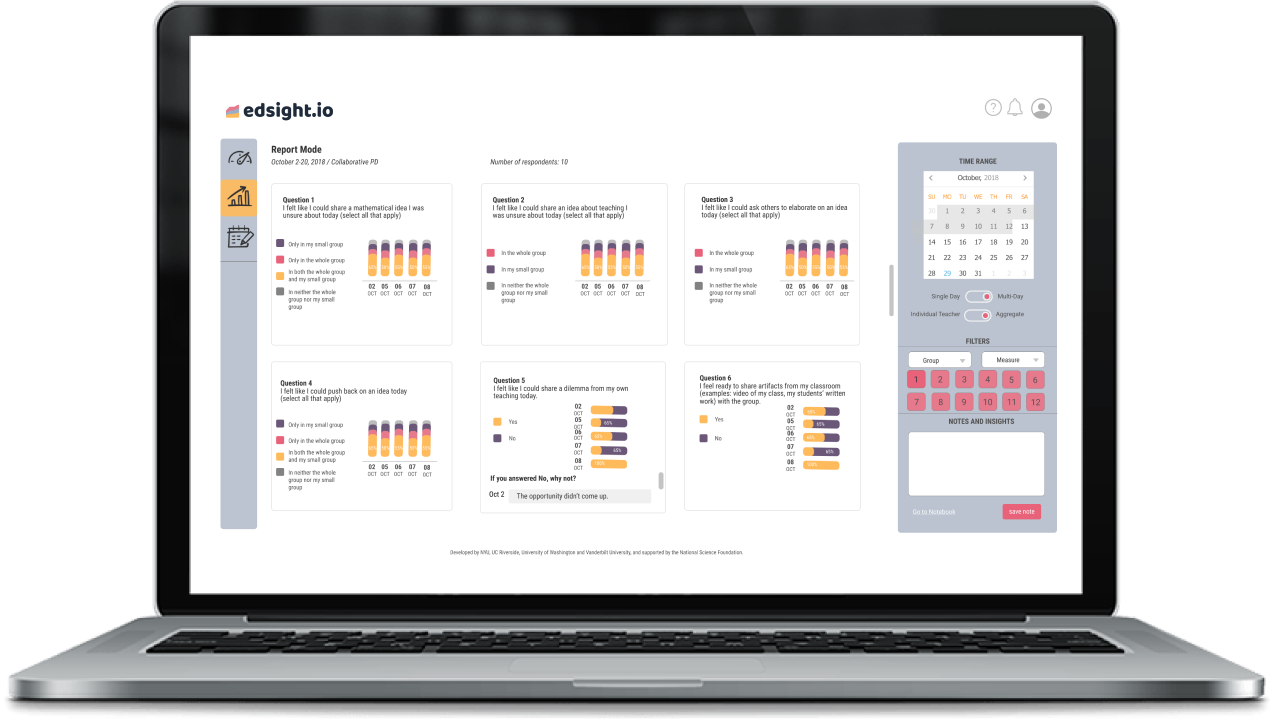 edsight.io
?
Report Mode
October 2-20, 2018 / Collaborative PD
Number of respondents: 10
Question 1
I felt like I could share a mathematical idea I was
unsure about today (select all that apply)
Only in my small group
Only in the whole group
In both the whole group
and my small group
In neither the whole
group nor my small
group
02 05 06 07 08
OCT OCT OCT OCT OCT
Question 2
I felt like I could share an idea about teaching I
was unsure about today (select all that apply)
In the whole group
In my small group
In neither the whole
group nor my small
group
02 05 06 07 08
OCT OCT OCT OCT OCT
Question 3
I felt like I could ask others to elaborate on an idea
today (select all that apply)
In the whole group
In my small group
In neither the whole
group nor my small
group
02 05 06 07 08
OCT OCT OCT OCT OCT
Question 4
I felt like I could push back on an idea today
(select all that apply)
Only in my small group
Only in the whole group
In both the whole group
and my small group
In neither the whole
group nor my small
group
02 05 06 07 08
OCT OCT OCT OCT OCT
Question 5
I felt like I could share a dilemma from my own
teaching today.
Yes
No
02
OCT
05
OCT
65%
06
OCT
07
OCT
65%
08
OCT
100%
If you answered No, why not?
Oct 2
The opportunity didn't come up.
Question 6
I feel ready to share artifacts from my classroom
(examples: video of my class, my students' written
work) with the group.
Yes
No
02
OCT
05
OCT
65%
06
OCT
07
OCT
65%
08
OCT
100%
TIME RANGE
October, 2018
SU MO TU WE TH FR SA
30 1 2 3 4 5 6
7 8 9 10 11 12 13
14 15 16 17 18 19 20
21 22 23 24 25 26 27
28 29 30 31 1 2 3
Single Day Multi-Day
Individual Teacher Aggregate
FILTERS
Group Measure
1 2 3 4 5 6
7 8 9 10 11 12
NOTES AND INSIGHTS
Go to Notebook
save note
Developed by NYU, UC Riverside, University of Washington and Vanderbilt University, and supported by the National Science Foundation.